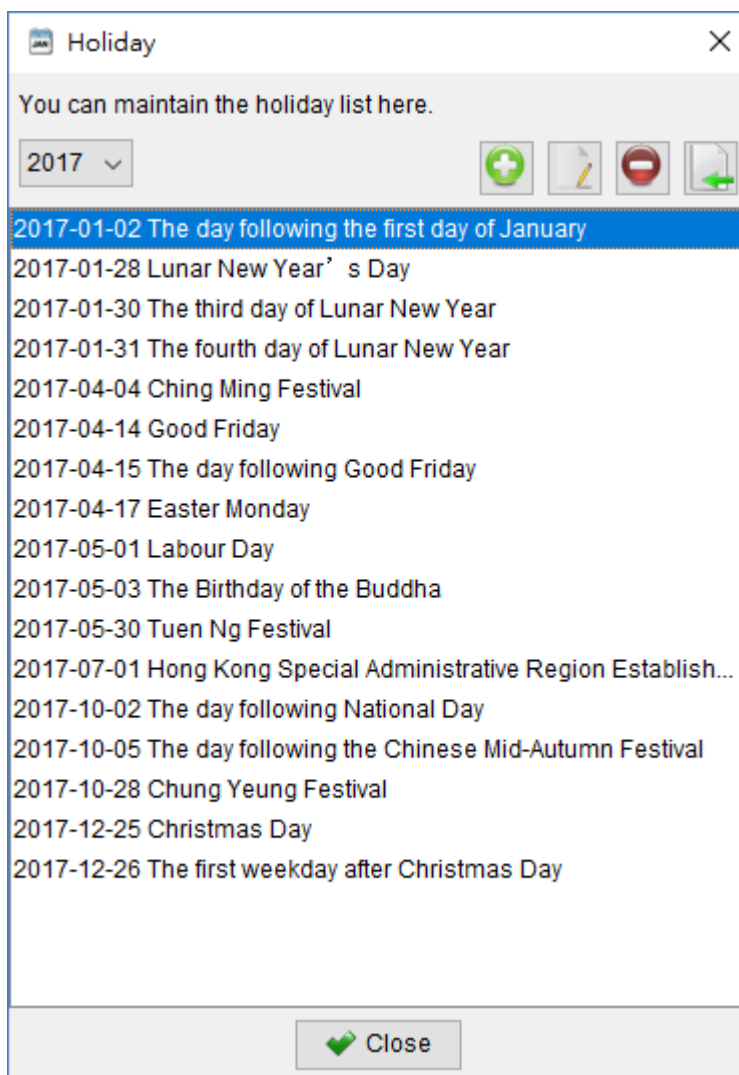 JAN Holiday
You can maintain the holiday list here.
2017
2017-01-02 The day following the first day of January
2017-01-28 Lunar New Year’s Day
2017-01-30 The third day of Lunar New Year
2017-01-31 The fourth day of Lunar New Year
2017-04-04 Ching Ming Festival
2017-04-14 Good Friday
2017-04-15 The day following Good Friday
2017-04-17 Easter Monday
2017-05-01 Labour Day
2017-05-03 The Birthday of the Buddha
2017-05-30 Tuen Ng Festival
2017-07-01 Hong Kong Special Administrative Region Establish...
2017-10-02 The day following National Day
2017-10-05 The day following the Chinese Mid-Autumn Festival
2017-10-28 Chung Yeung Festival
2017-12-25 Christmas Day
2017-12-26 The first weekday after Christmas Day
Close